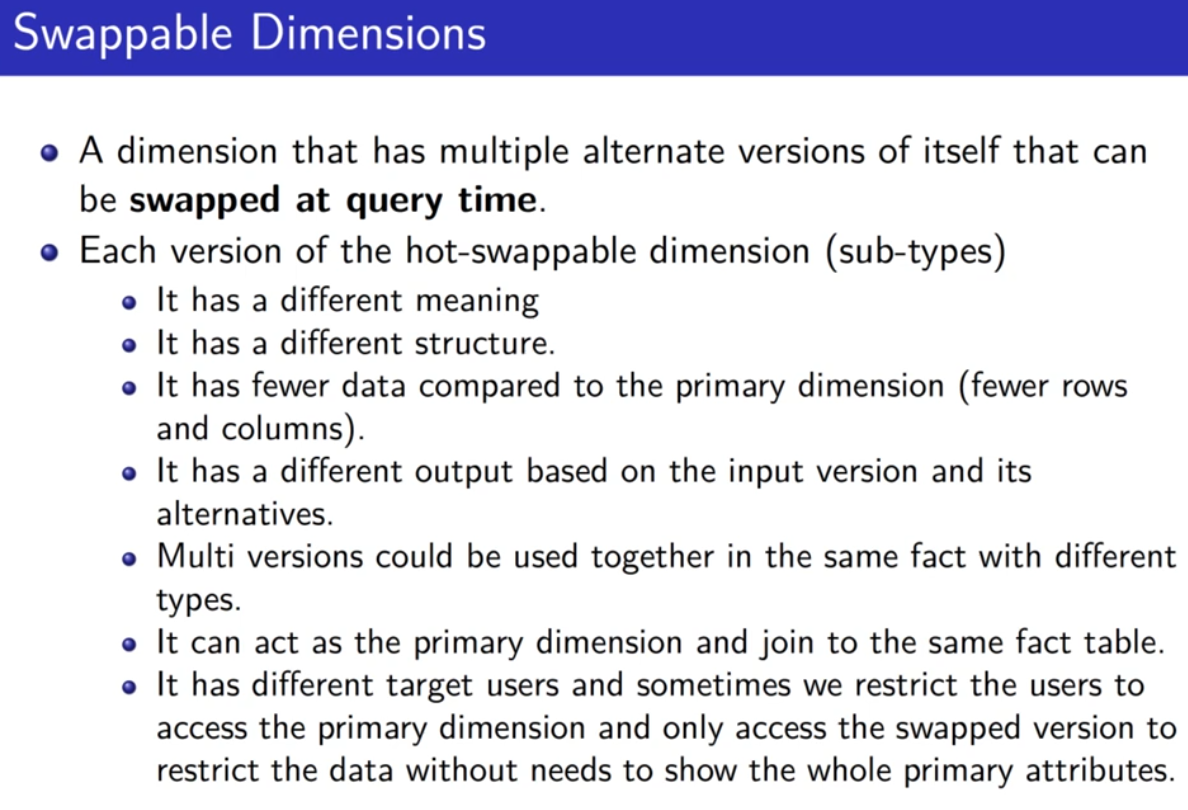 Swappable Dimensions
A dimension that has multiple alternate versions of itself that can
be swapped at query time.
Each version of the hot-swappable dimension (sub-types)
It has a different meaning
It has a different structure.
It has fewer data compared to the primary dimension (fewer rows
and columns).
It has a different output based on the input version and its
alternatives.
Multi versions could be used together in the same fact with different
types.
It can act as the primary dimension and join to the same fact table.
It has different target users and sometimes we restrict the users to
access the primary dimension and only access the swapped version to
restrict the data without needs to show the whole primary attributes.